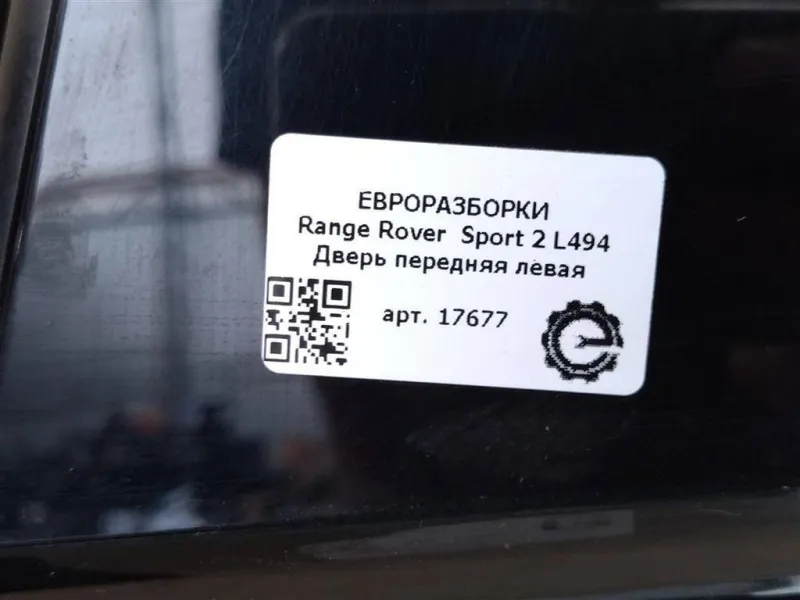 ЕВРОРАЗБОРКИ
Range Rover Sport 2 L494
Дверь передняя левая
арт. 17677